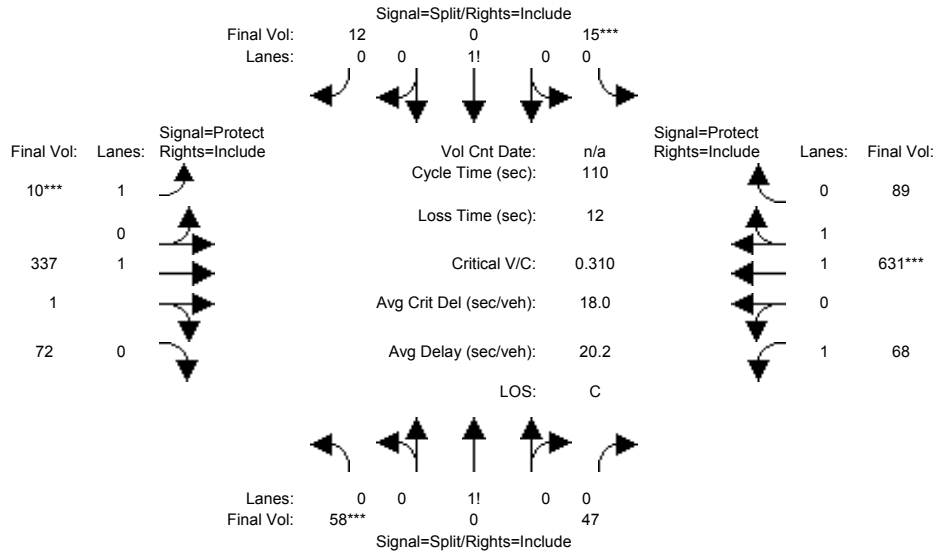 Signal=Split/Rights=Include
Final Vol: 12 0 15***
Lanes: 0 0 1! 0 0
Signal=Protect Signal=Protect
Final Vol: Lanes: Rights=Include Vol Cnt Date: n/a Rights=Include Lanes: Final Vol:
Cycle Time (sec): 110
10*** 1 0 89
Loss Time (sec): 12
0 1
337 1 Critical V/C: 0.310 1 631***
1 0 Avg Crit Del (sec/veh): 18.0 0
72 0 Avg Delay (sec/veh): 20.2 1 68
LOS: C
Lanes: 0 0 1! 0 0
Final Vol: 58*** 0 47
Signal=Split/Rights=Include